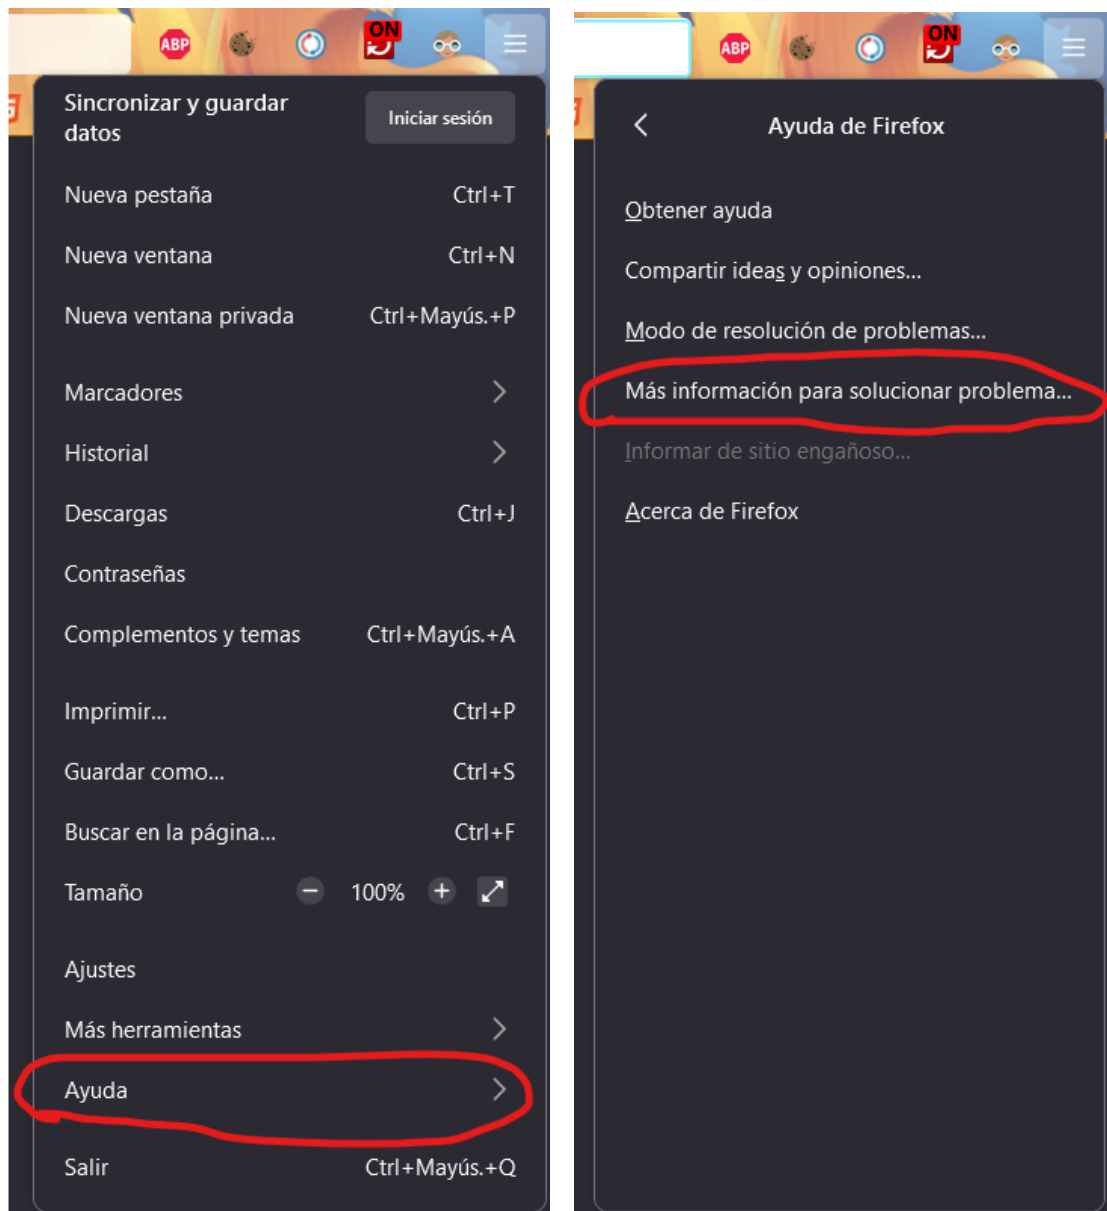 ABP
ON
Sincronizar y guardar
datos
Iniciar sesión
Nueva pestaña Ctrl+T
Nueva ventana Ctrl+N
Nueva ventana privada Ctrl+Mayús.+P
Marcadores
Historial
Descargas Ctrl+J
Contraseñas
Complementos y temas Ctrl+Mayús.+A
Imprimir... Ctrl+P
Guardar como... Ctrl+S
Buscar en la página... Ctrl+F
Tamaño − 100% +
Ajustes
Más herramientas
Ayuda
Salir Ctrl+Mayús.+Q
ABP
ON
Ayuda de Firefox
Obtener ayuda
Compartir ideas y opiniones...
Modo de resolución de problemas...
Más información para solucionar problema...
Informar de sitio engañoso...
Acerca de Firefox